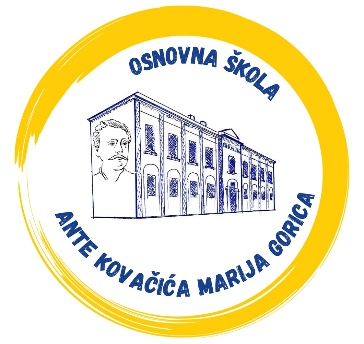 OSNOVNA ŠKOLA
ANTE KOVAČIĆA MARIJA GORICA